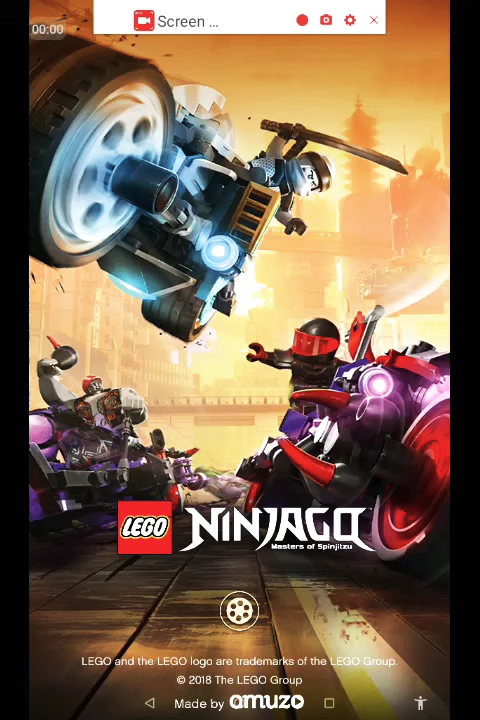 Screen ...
00:00
LEGO
NINJAGO
Masters of Spinjitzu
LEGO and the LEGO logo are trademarks of the LEGO Group.
© 2018 The LEGO Group
Made by amuzo